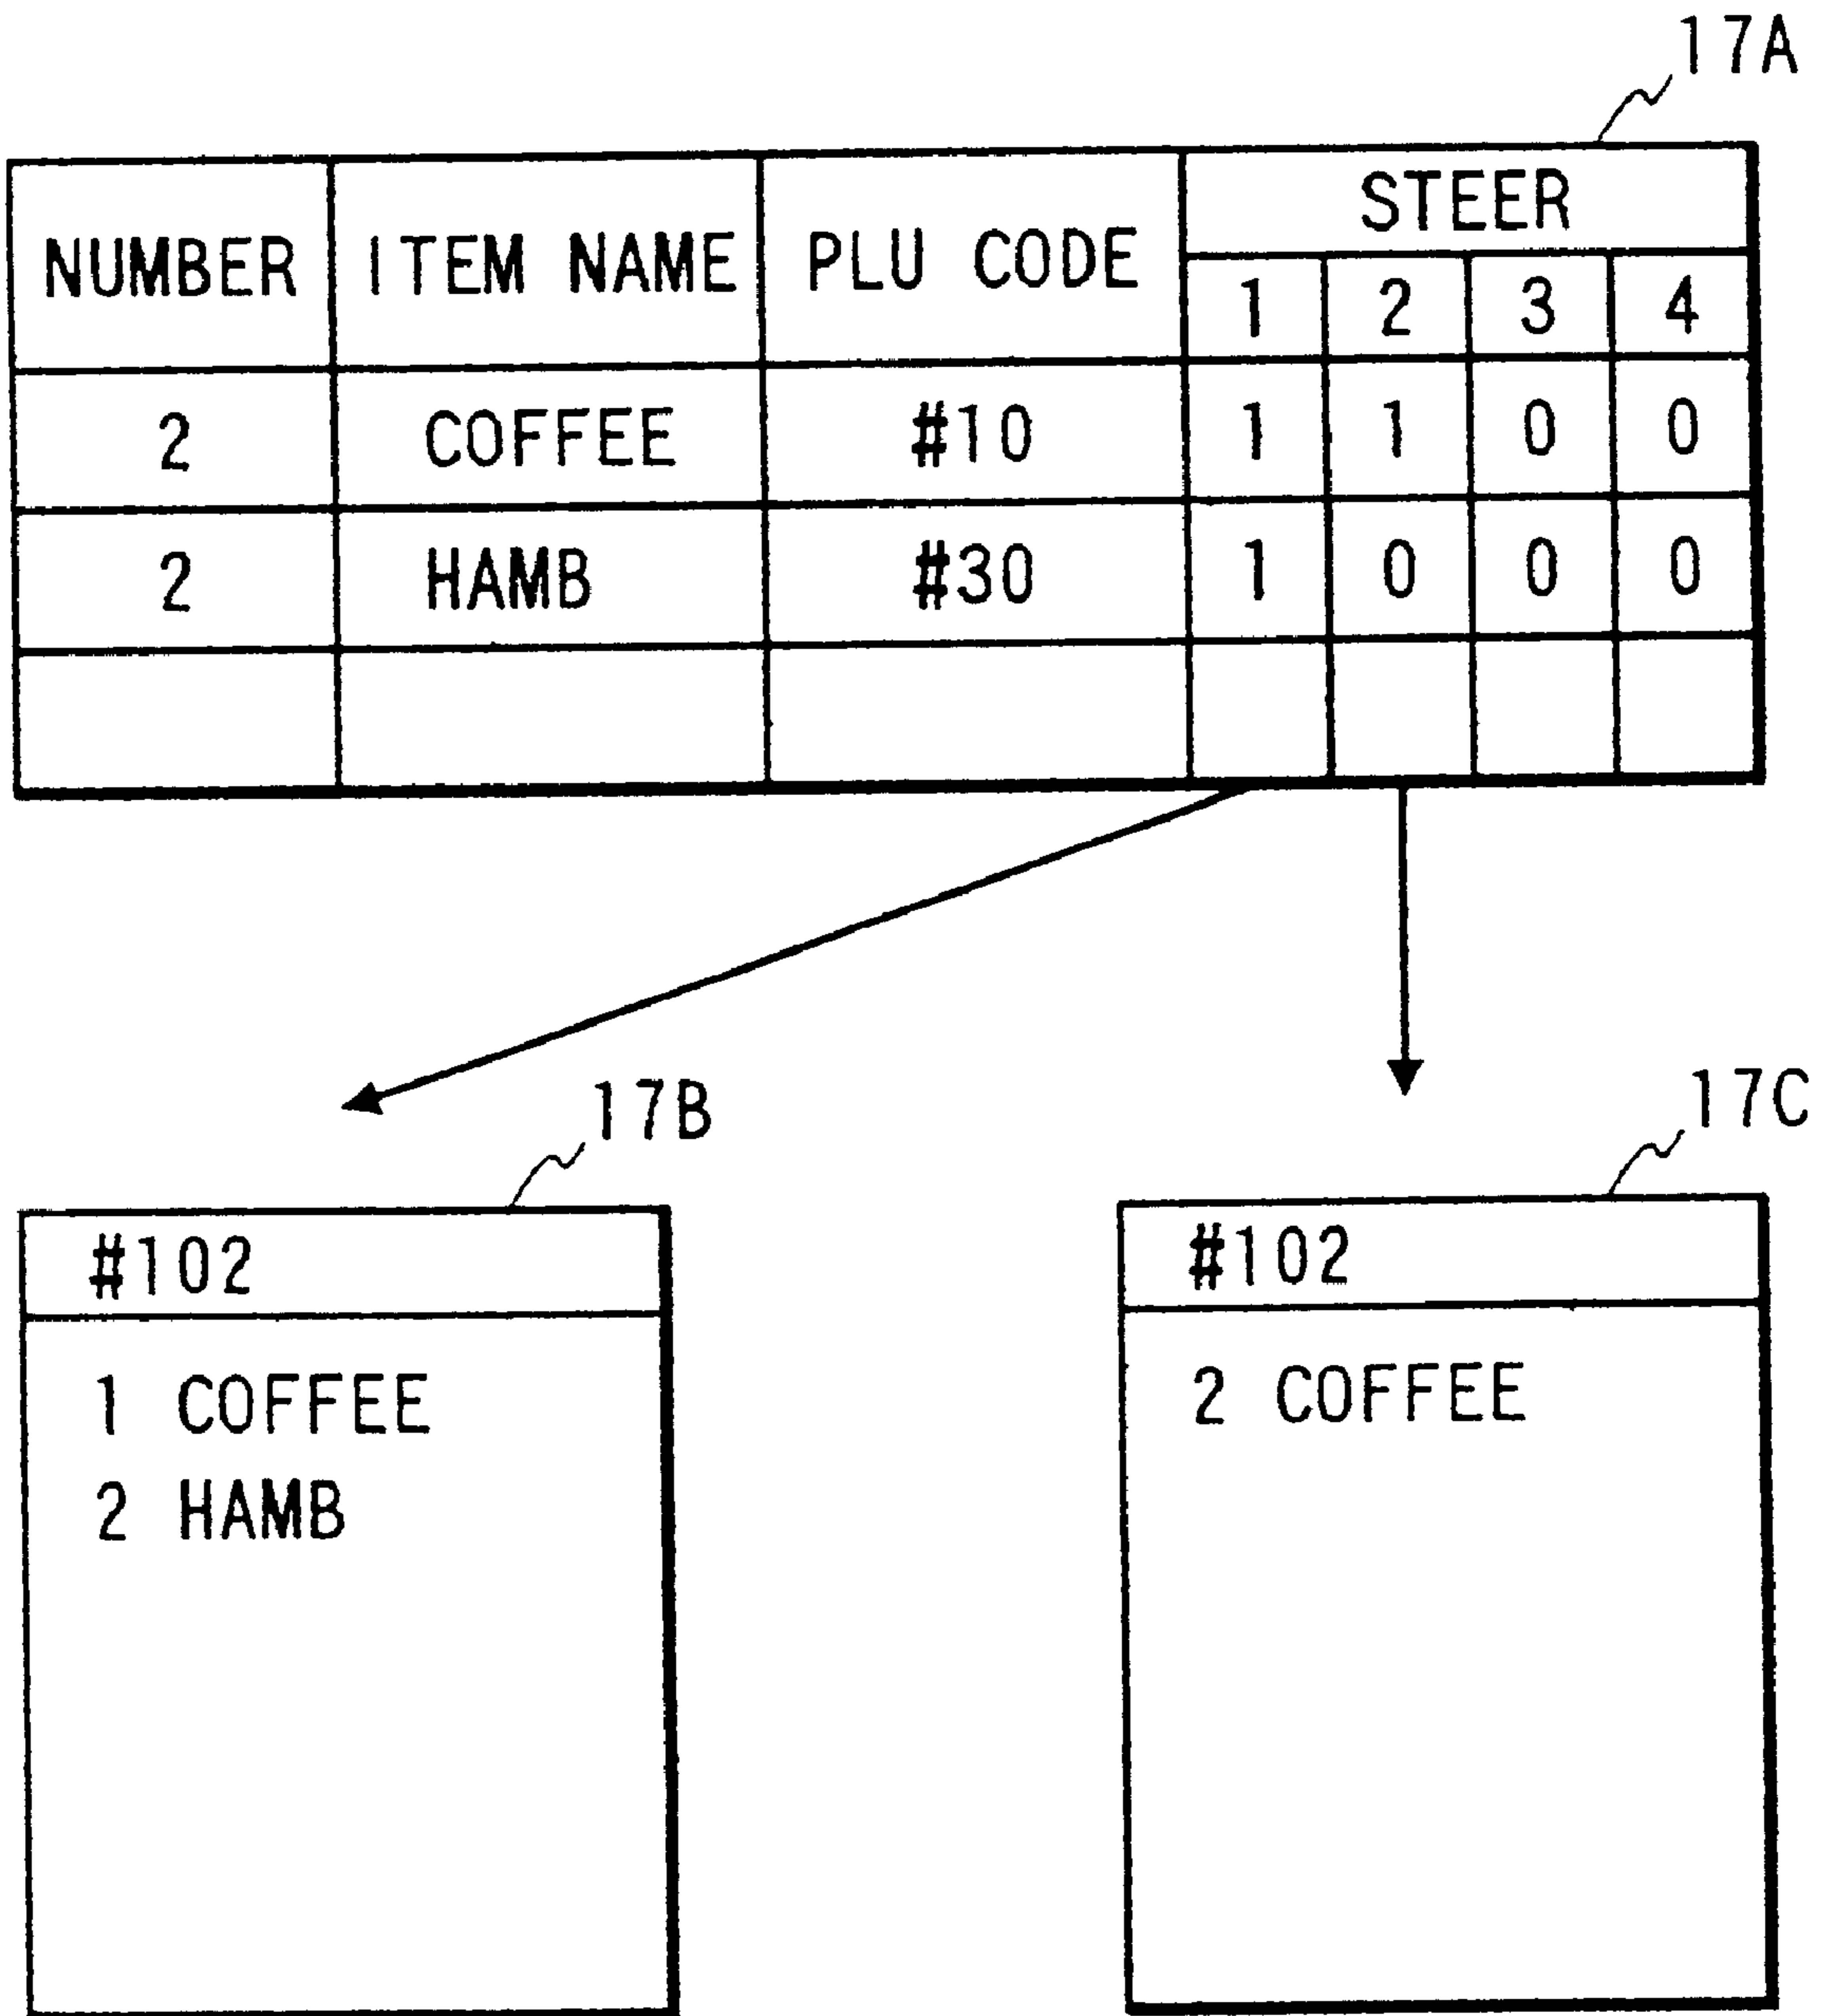 17A
NUMBER ITEM NAME PLU CODE STEER
1 2 3 4
2 COFFEE #10 1 1 0 0
2 HAMB #30 1 0 0 0
17B
#102
1 COFFEE
2 HAMB
17C
#102
2 COFFEE